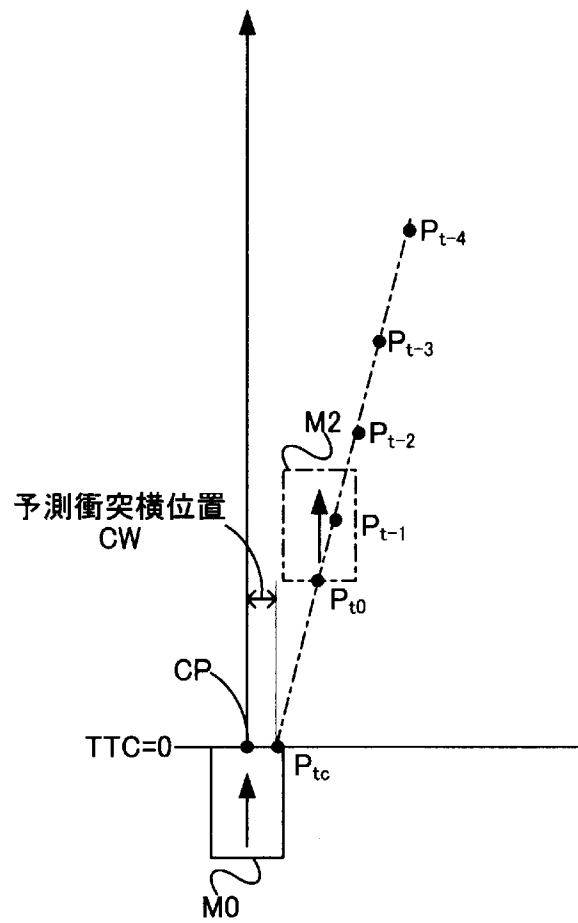 P_{t-4}
P_{t-3}
M2
P_{t-2}
予測衝突横位置
CW
P_{t-1}
P_{t0}
CP
TTC=0
P_{tc}
M0